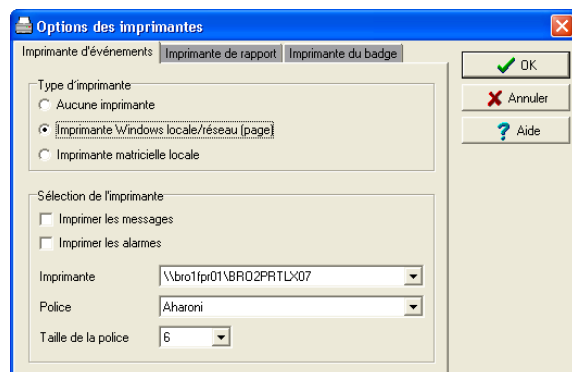 Options des imprimantes
Imprimante d'événements
Imprimante de rapport
Imprimante du badge
OK
Annuler
Aide
Type d'imprimante
Aucune imprimante
Imprimante Windows locale/réseau (page)
Imprimante matricielle locale
Sélection de l'imprimante
Imprimer les messages
Imprimer les alarmes
Imprimante \\bro1fpr01\BRO2PRTLX07
Police Aharoni
Taille de la police 6